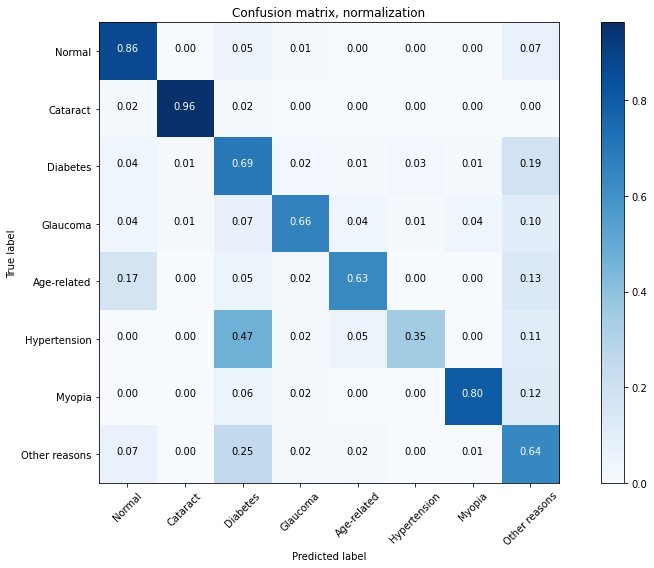 Confusion matrix, normalization
Normal 0.86 0.00 0.05 0.01 0.00 0.00 0.00 0.07
Cataract 0.02 0.96 0.02 0.00 0.00 0.00 0.00 0.00
Diabetes 0.04 0.01 0.69 0.02 0.01 0.03 0.01 0.19
Glaucoma 0.04 0.01 0.07 0.66 0.04 0.01 0.04 0.10
Age-related 0.17 0.00 0.05 0.02 0.63 0.00 0.00 0.13
Hypertension 0.00 0.00 0.47 0.02 0.05 0.35 0.00 0.11
Myopia 0.00 0.00 0.06 0.02 0.00 0.00 0.80 0.12
Other reasons 0.07 0.00 0.25 0.02 0.02 0.00 0.01 0.64
True label
Normal Cataract Diabetes Glaucoma Age-related Hypertension Myopia Other reasons
Predicted label
0.8
0.6
0.4
0.2
0.0